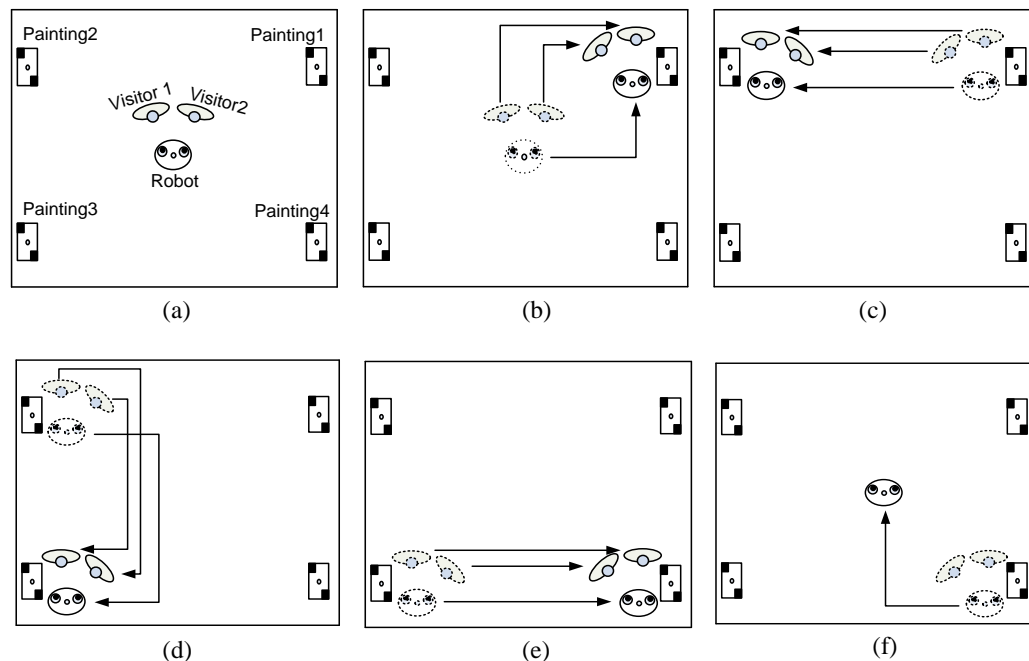 Painting2
Painting1
Visitor 1
Visitor2
Robot
Painting3
Painting4
(a)
(b)
(c)
(d)
(e)
(f)